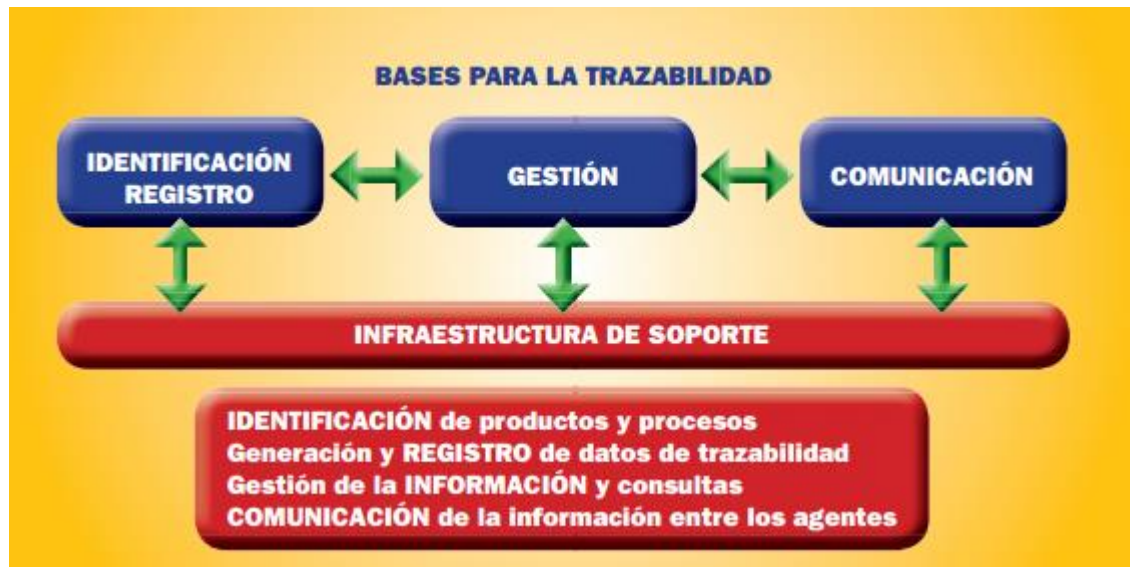 BASES PARA LA TRAZABILIDAD
IDENTIFICACIÓN
REGISTRO
GESTIÓN
COMUNICACIÓN
INFRAESTRUCTURA DE SOPORTE
IDENTIFICACIÓN de productos y procesos
Generación y REGISTRO de datos de trazabilidad
Gestión de la INFORMACIÓN y consultas
COMUNICACIÓN de la información entre los agentes